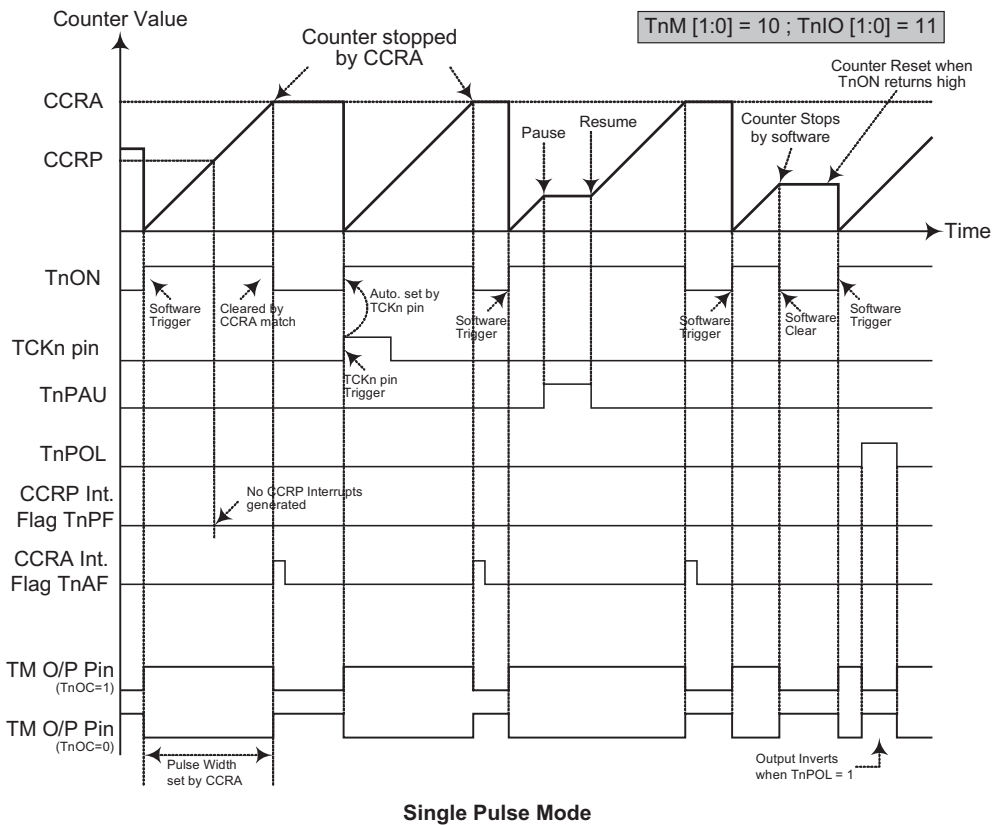 Counter Value
TnM [1:0] = 10 ; TnIO [1:0] = 11
Counter stopped
by CCRA
Counter Reset when
TnON returns high
CCRA
CCRP
Pause
Resume
Counter Stops
by software
Time
TnON
Software
Trigger
Cleared by
CCRA match
Auto. set by
TCKn pin
Software
Trigger
Software
Trigger
Software
Clear
Software
Trigger
TCKn pin
TCKn pin
Trigger
TnPAU
TnPOL
CCRP Int.
Flag TnPF
No CCRP Interrupts
generated
CCRA Int.
Flag TnAF
TM O/P Pin
(TnOC=1)
TM O/P Pin
(TnOC=0)
Pulse Width
set by CCRA
Output Inverts
when TnPOL = 1
Single Pulse Mode